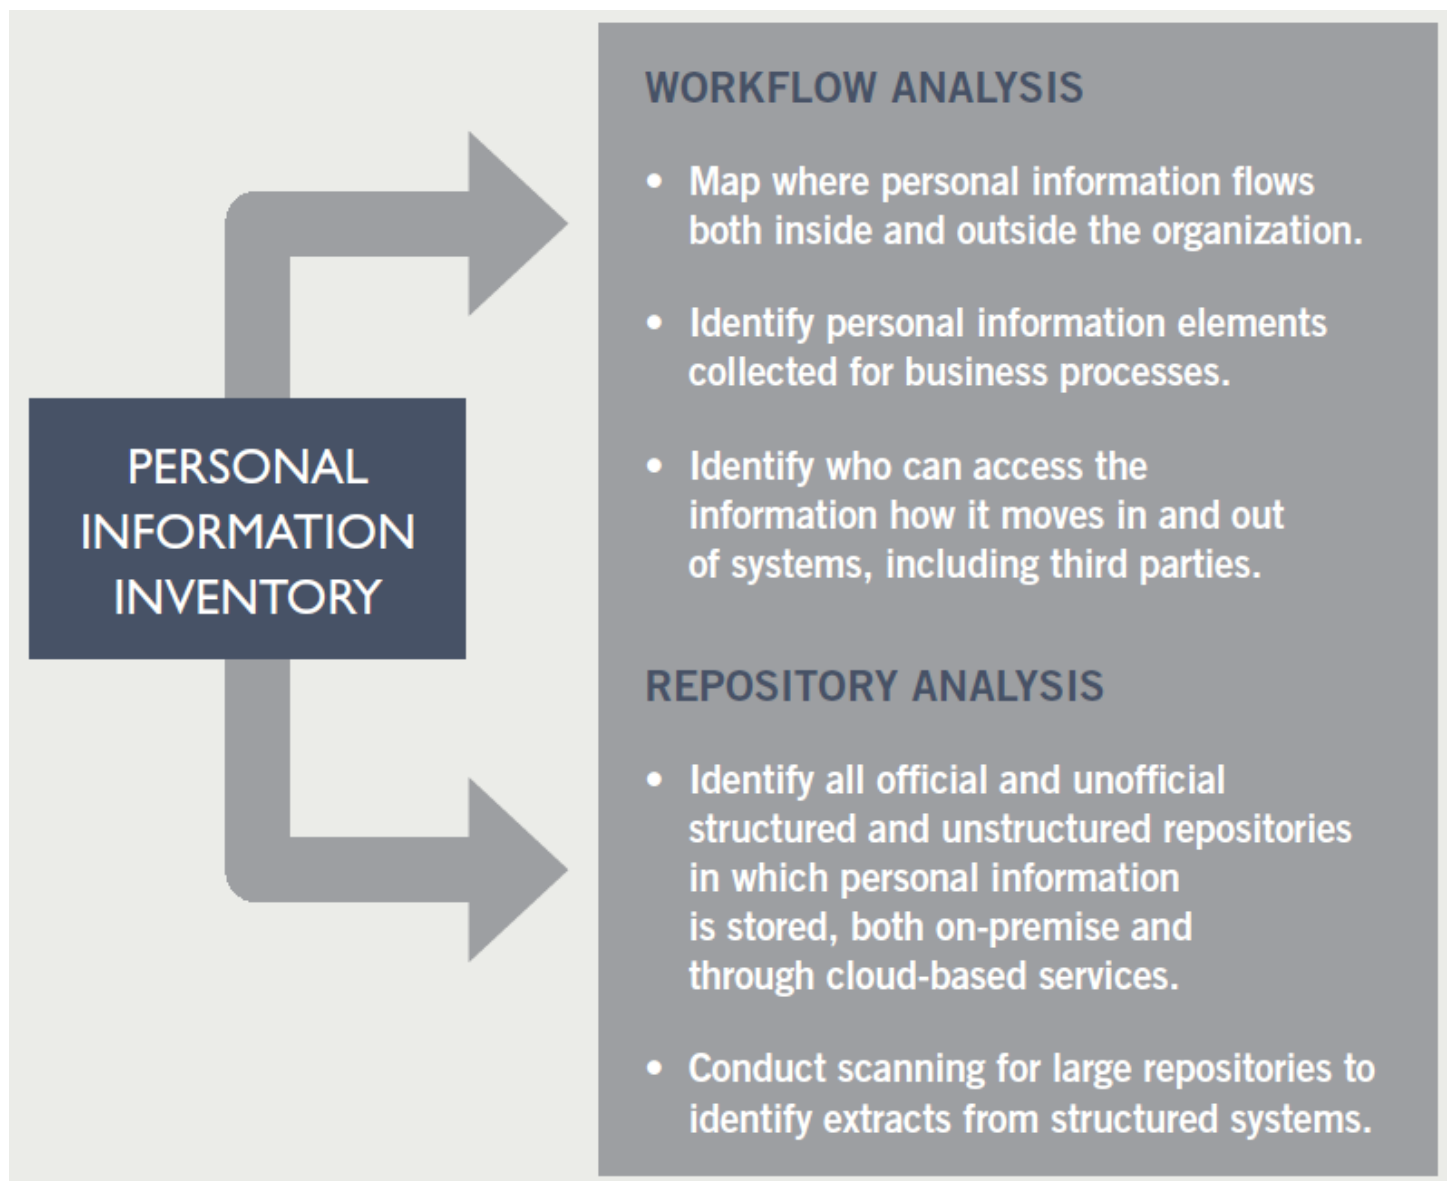 PERSONAL
INFORMATION
INVENTORY
WORKFLOW ANALYSIS
• Map where personal information flows
both inside and outside the organization.
• Identify personal information elements
collected for business processes.
• Identify who can access the
information how it moves in and out
of systems, including third parties.
REPOSITORY ANALYSIS
• Identify all official and unofficial
structured and unstructured repositories
in which personal information
is stored, both on-premise and
through cloud-based services.
• Conduct scanning for large repositories to
identify extracts from structured systems.